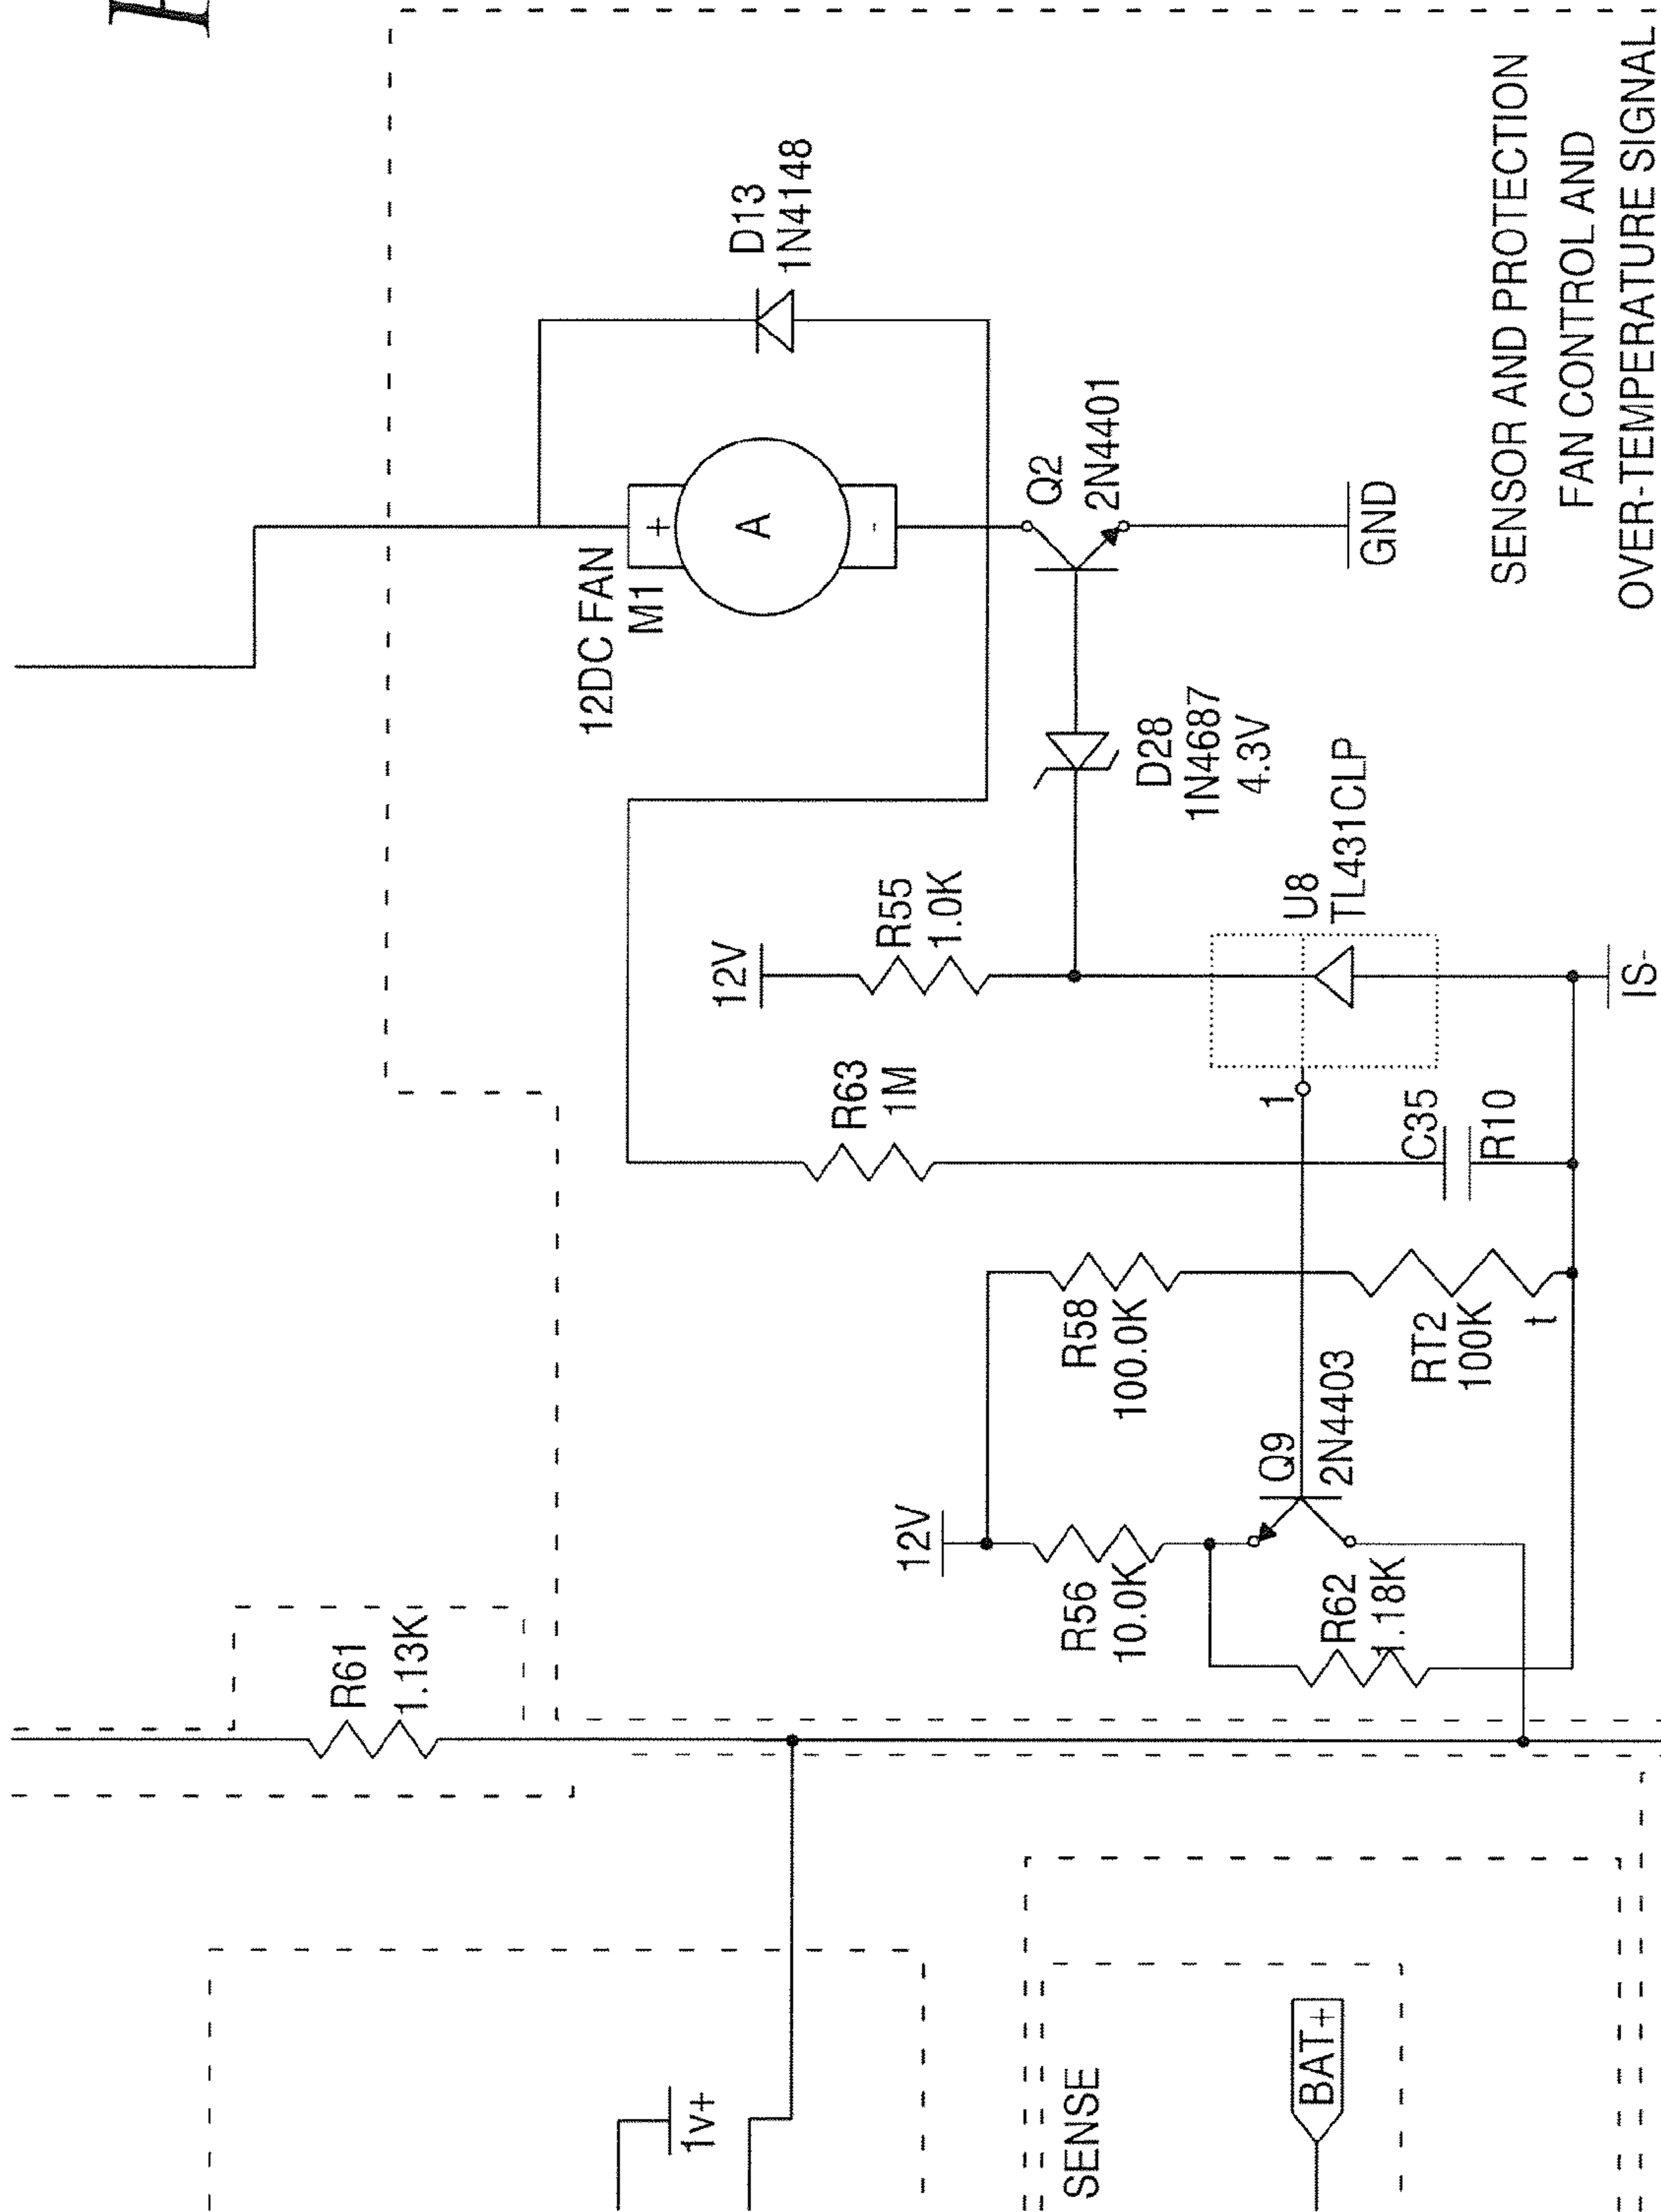 12DC FAN
M1
+
A
-
D13
1N4148
Q2
2N4401
GND
D28
1N4687
4.3V
12V
R55
1.0K
U8
TL431CLP
1
IS-
R63
1M
C35
R10
R58
100.0K
RT2
100K
t
Q9
2N4403
12V
R56
10.0K
R62
1.18K
R61
1.13K
1v+
SENSE
BAT+
SENSOR AND PROTECTION
FAN CONTROL AND
OVER-TEMPERATURE SIGNAL